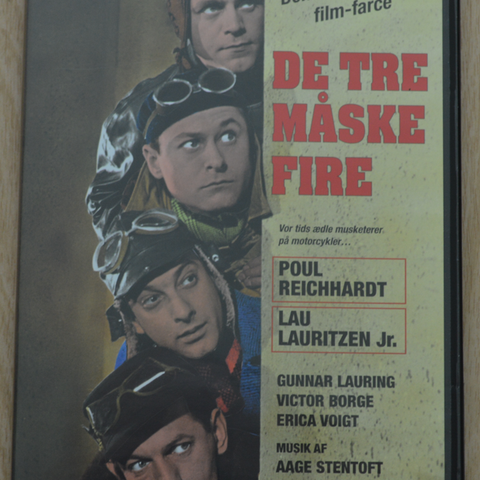 film-farce
DE TRE
MÅSKE
FIRE
Vor tids ædle musketerer
på motorcykler...
POUL
REICHHARDT
LAU
LAURITZEN Jr.
GUNNAR LAURING
VICTOR BORGE
ERICA VOIGT
MUSIK AF
AAGE STENTOFT